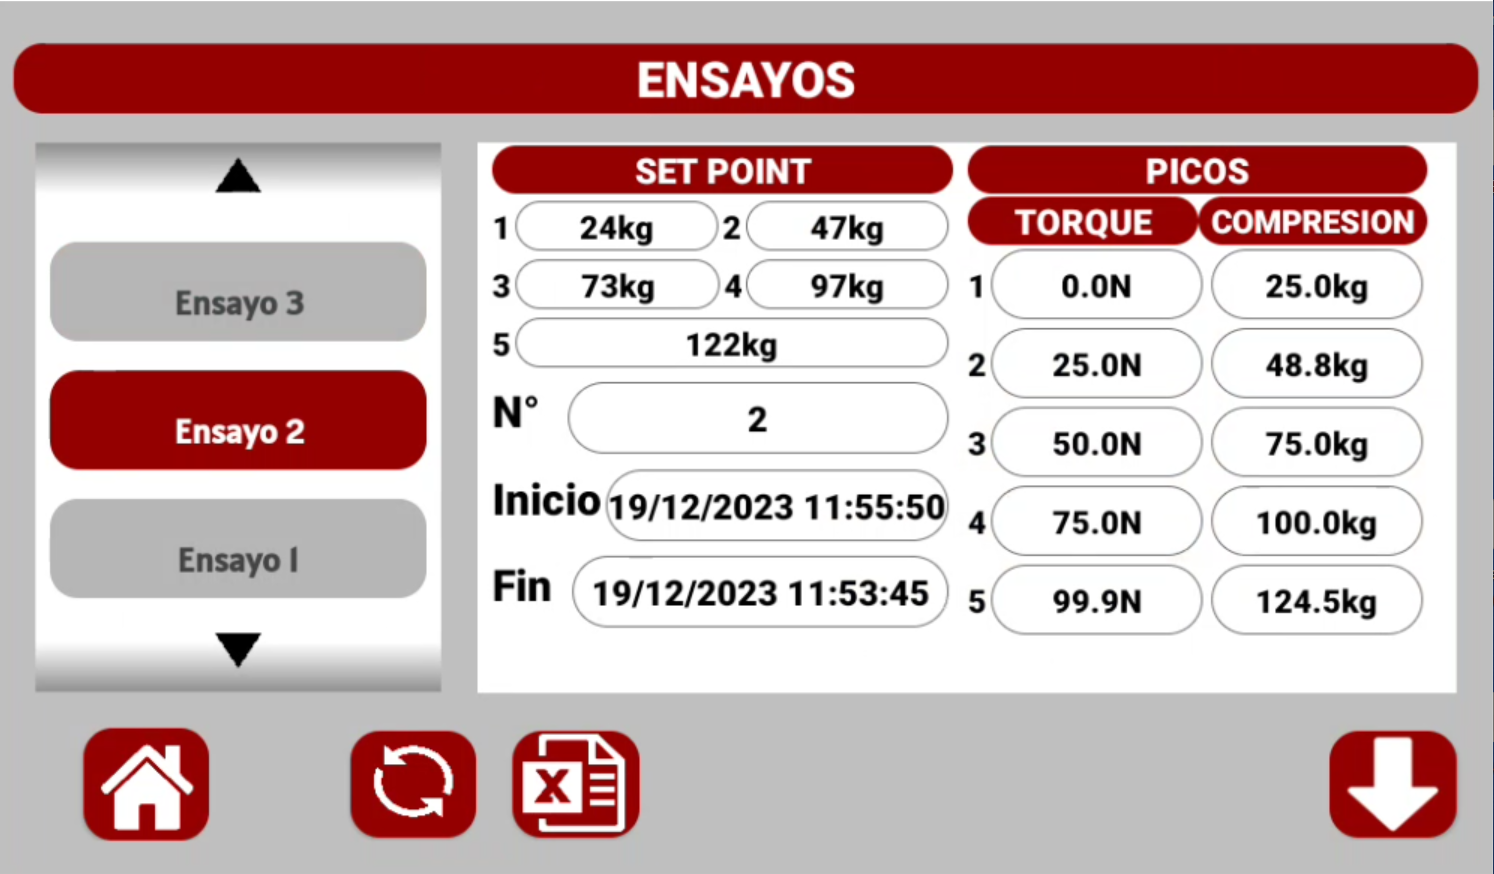 ENSAYOS
Ensayo 3
Ensayo 2
Ensayo 1
SET POINT
1 24kg 2 47kg
3 73kg 4 97kg
5 122kg
N° 2
Inicio 19/12/2023 11:55:50
Fin 19/12/2023 11:53:45
PICOS
TORQUE COMPRESION
1 0.0N 25.0kg
2 25.0N 48.8kg
3 50.0N 75.0kg
4 75.0N 100.0kg
5 99.9N 124.5kg
X